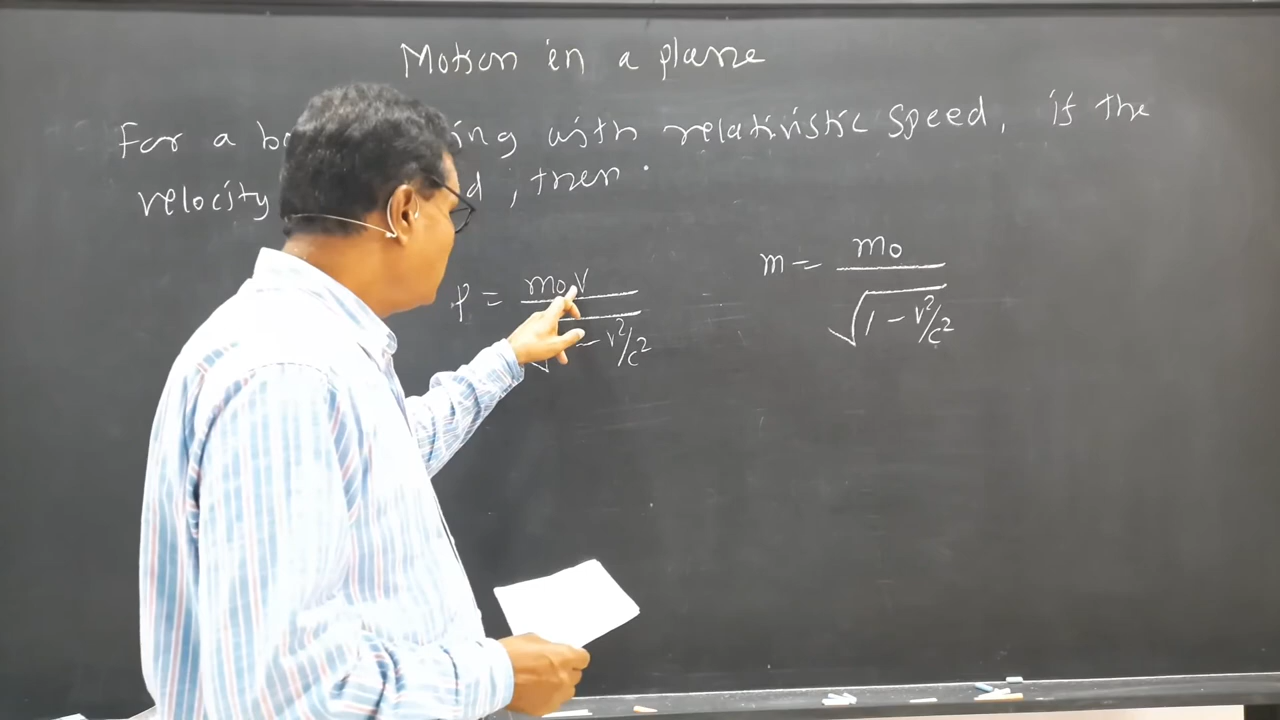 Motion in a plane
For a bo ing with relativistic speed, if the
velocity d, then
p = m₀v / √1 - v²/c²
m = m₀ / √1 - v²/c²